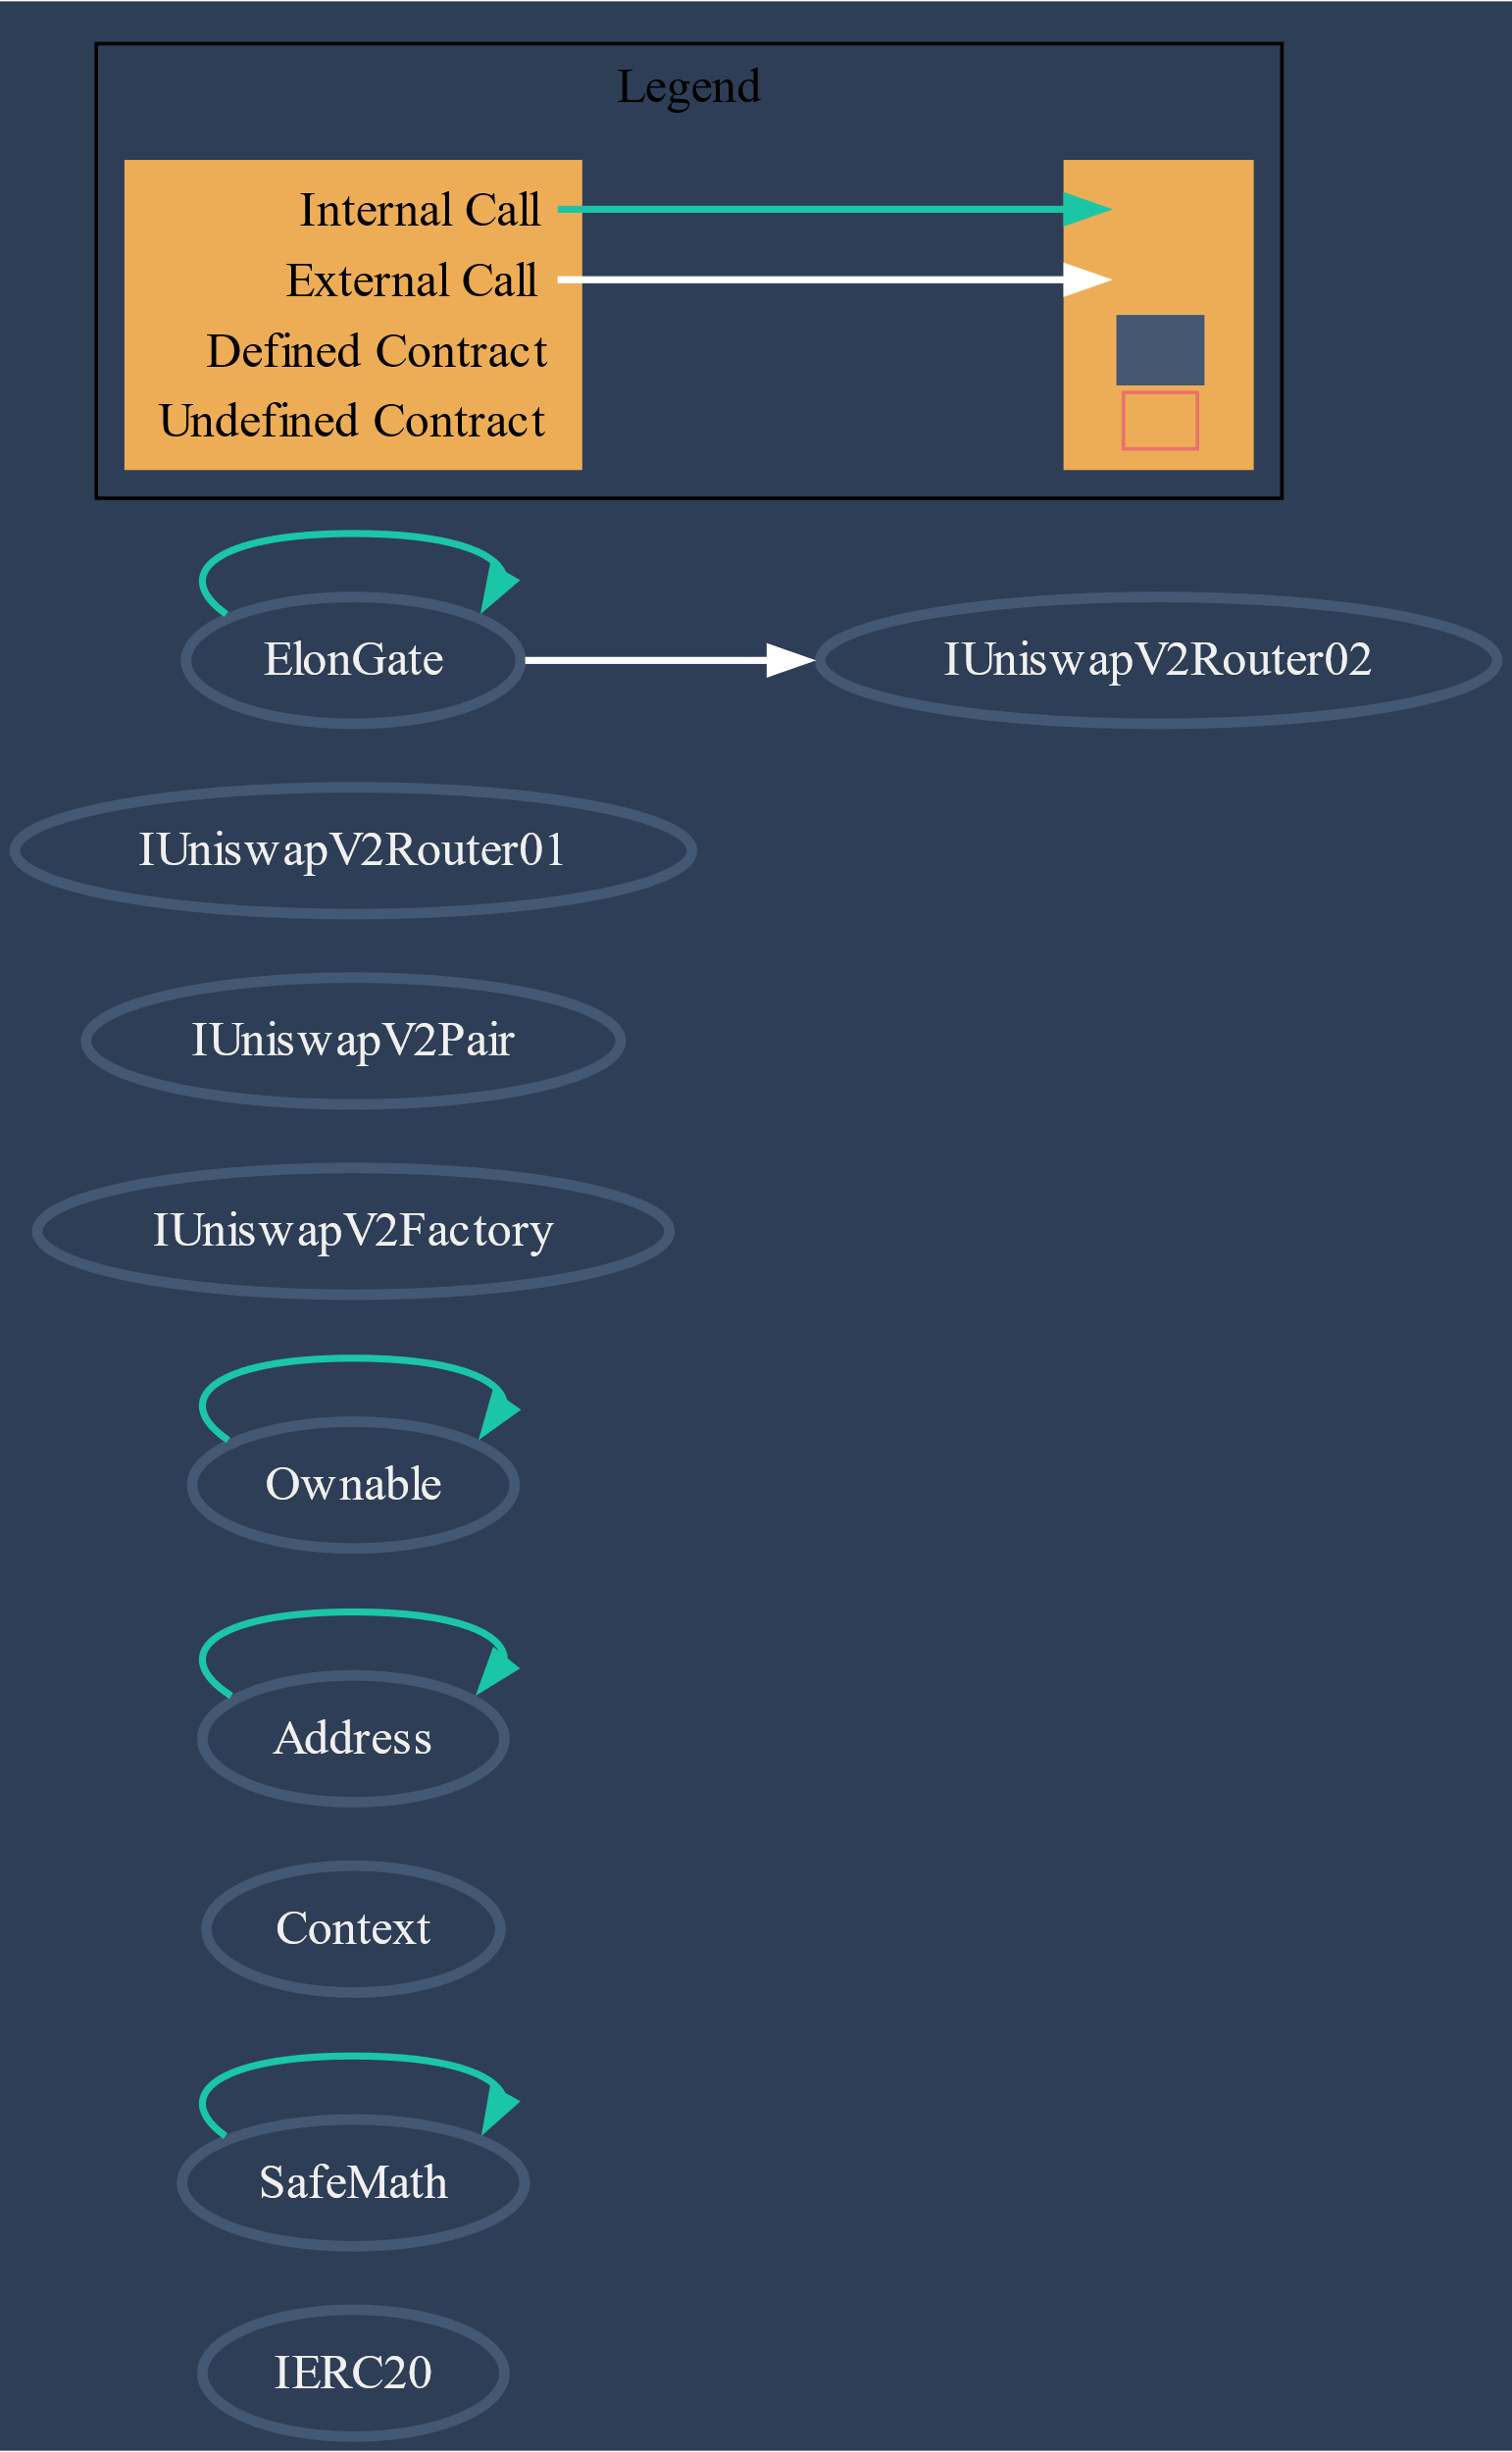 Legend
Internal Call
External Call
Defined Contract
Undefined Contract
ElonGate
IUniswapV2Router02
IUniswapV2Router01
IUniswapV2Pair
IUniswapV2Factory
Ownable
Address
Context
SafeMath
IERC20